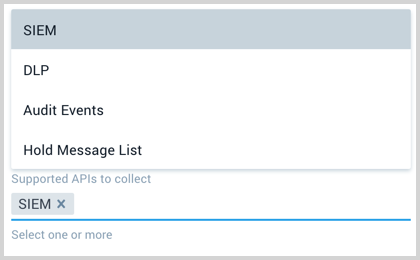 SIEM
DLP
Audit Events
Hold Message List
Supported APIs to collect
SIEM ×
Select one or more